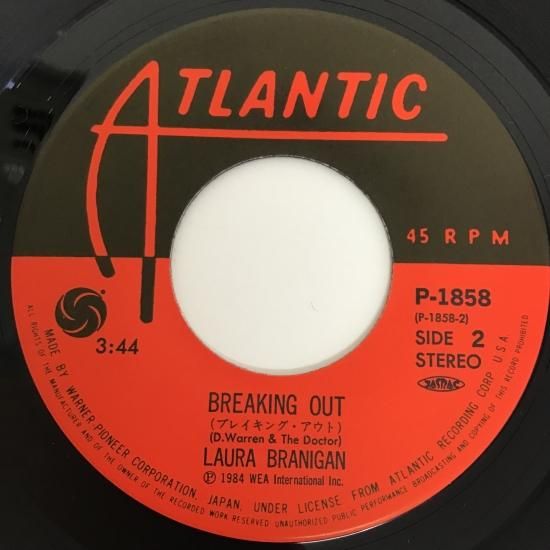 ATLANTIC
45 RPM
P-1858
(P-1858-2)
SIDE 2
STEREO
JASRAC
3:44
BREAKING OUT
(ブレイキング・アウト)
(D.Warren & The Doctor)
LAURA BRANIGAN
Ⓟ 1984 WEA International Inc.
MADE BY WARNER-PIONEER CORPORATION, JAPAN, UNDER LICENSE FROM ATLANTIC RECORDING CORP. U.S.A.
ALL RIGHTS OF THE MANUFACTURER AND OF THE OWNER OF THE RECORDED WORK RESERVED UNAUTHORIZED PUBLIC PERFORMANCE BROADCASTING AND COPYING OF THIS RECORD PROHIBITED